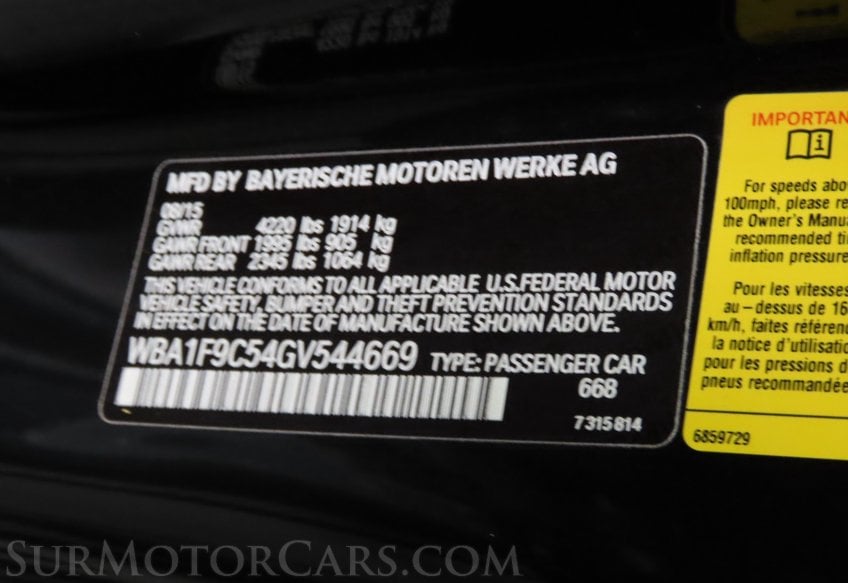 MFD BY BAYERISCHE MOTOREN WERKE AG
08/15
GVWR 4220 lbs 1914 kg
GAWR FRONT 1995 lbs 905 kg
GAWR REAR 2345 lbs 1064 kg
THIS VEHICLE CONFORMS TO ALL APPLICABLE U.S.FEDERAL MOTOR
VEHICLE SAFETY, BUMPER AND THEFT PREVENTION STANDARDS
IN EFFECT ON THE DATE OF MANUFACTURE SHOWN ABOVE.
WBA1F9C54GV544669 TYPE: PASSENGER CAR
668
7315814
IMPORTAN
For speeds abo
100mph, please re
the Owner's Manu
recommended ti
inflation pressure
Pour les vitesses
au-dessus de 16
km/h, faites référen
la notice d'utilisatio
pour les pressions d
pneus recommandée
6859729
SURMOTORCARS.COM